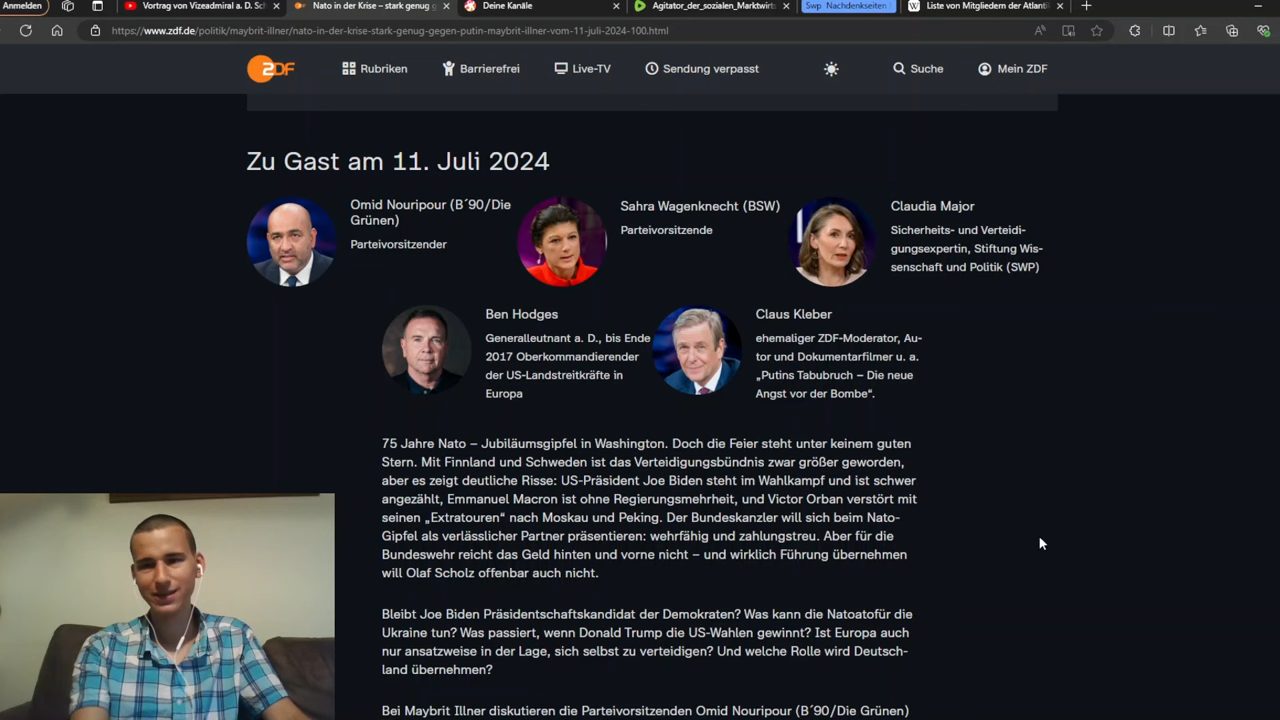 Anmelden
Vortrag von Vizeadmiral a. D. Sch
Nato in der Krise – stark genug g
Deine Kanäle
Agitator_der_sozialen_Marktwirts
Swp Nachdenkseiten
Liste von Mitgliedern der Atlantik
https://www.zdf.de/politik/maybrit-illner/nato-in-der-krise-stark-genug-gegen-putin-maybrit-illner-vom-11-juli-2024-100.html
ZDF
Rubriken
Barrierefrei
Live-TV
Sendung verpasst
Suche
Mein ZDF
Zu Gast am 11. Juli 2024
Omid Nouripour (B´90/Die
Grünen)
Parteivorsitzender
Sahra Wagenknecht (BSW)
Parteivorsitzende
Claudia Major
Sicherheits- und Verteidi-
gungsexpertin, Stiftung Wis-
senschaft und Politik (SWP)
Ben Hodges
Generalleutnant a. D., bis Ende
2017 Oberkommandierender
der US-Landstreitkräfte in
Europa
Claus Kleber
ehemaliger ZDF-Moderator, Au-
tor und Dokumentarfilmer u. a.
„Putins Tabubruch – Die neue
Angst vor der Bombe“.
75 Jahre Nato – Jubiläumsgipfel in Washington. Doch die Feier steht unter keinem guten
Stern. Mit Finnland und Schweden ist das Verteidigungsbündnis zwar größer geworden,
aber es zeigt deutliche Risse: US-Präsident Joe Biden steht im Wahlkampf und ist schwer
angezählt, Emmanuel Macron ist ohne Regierungsmehrheit, und Victor Orban verstört mit
seinen „Extratouren“ nach Moskau und Peking. Der Bundeskanzler will sich beim Nato-
Gipfel als verlässlicher Partner präsentieren: wehrfähig und zahlungstreu. Aber für die
Bundeswehr reicht das Geld hinten und vorne nicht – und wirklich Führung übernehmen
will Olaf Scholz offenbar auch nicht.
Bleibt Joe Biden Präsidentschaftskandidat der Demokraten? Was kann die Natoatofür die
Ukraine tun? Was passiert, wenn Donald Trump die US-Wahlen gewinnt? Ist Europa auch
nur ansatzweise in der Lage, sich selbst zu verteidigen? Und welche Rolle wird Deutsch-
land übernehmen?
Bei Maybrit Illner diskutieren die Parteivorsitzenden Omid Nouripour (B´90/Die Grünen)